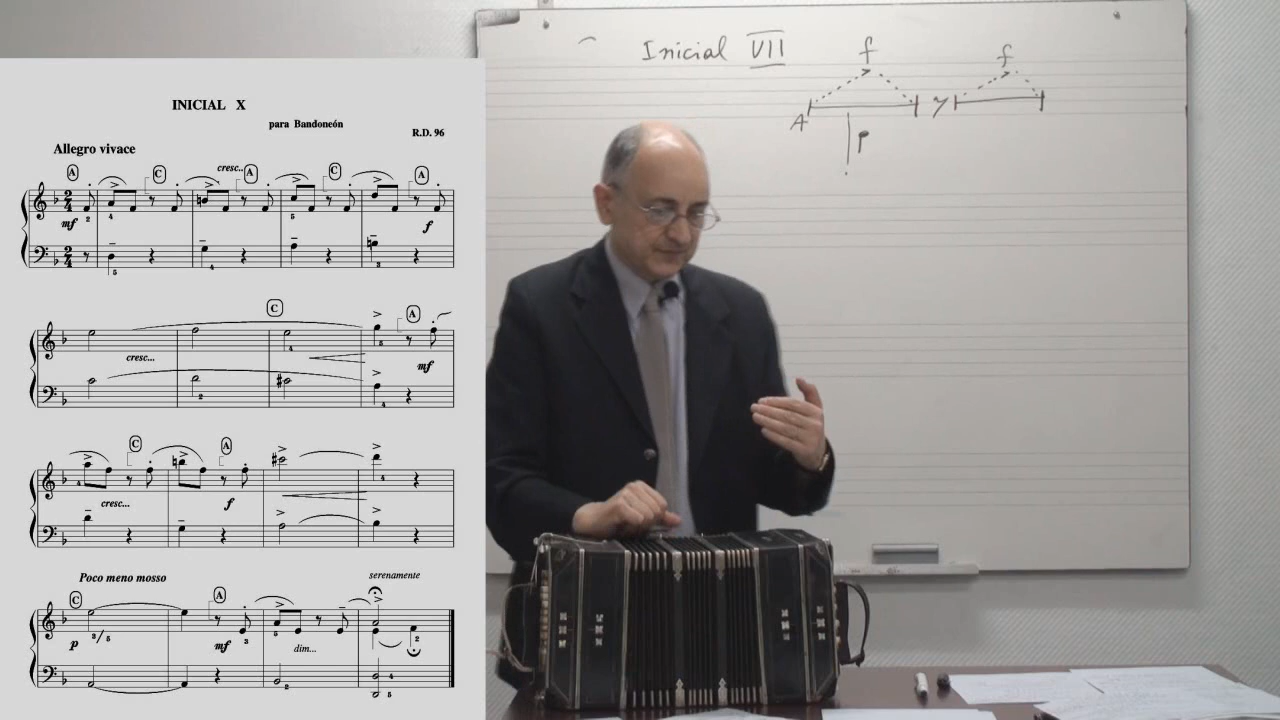 INICIAL X
para Bandoneón
R.D. 96
Allegro vivace
A C cresc... A C A
mf f
C A
cresc... mf
C A
cresc... f
Poco meno mosso serenamente
C A
p mf dim...
Inicial VII f f
A y
p